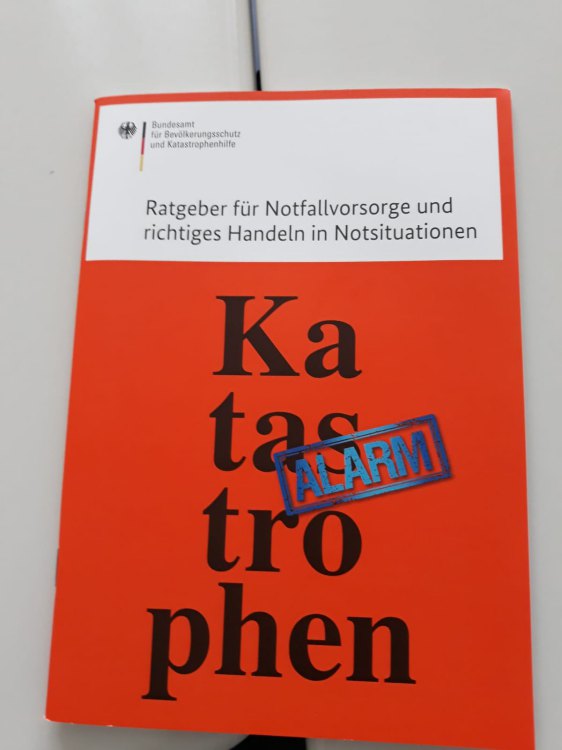 Bundesamt
für Bevölkerungsschutz
und Katastrophenhilfe
Ratgeber für Notfallvorsorge und
richtiges Handeln in Notsituationen
Ka
tas
ALARM
tro
phen